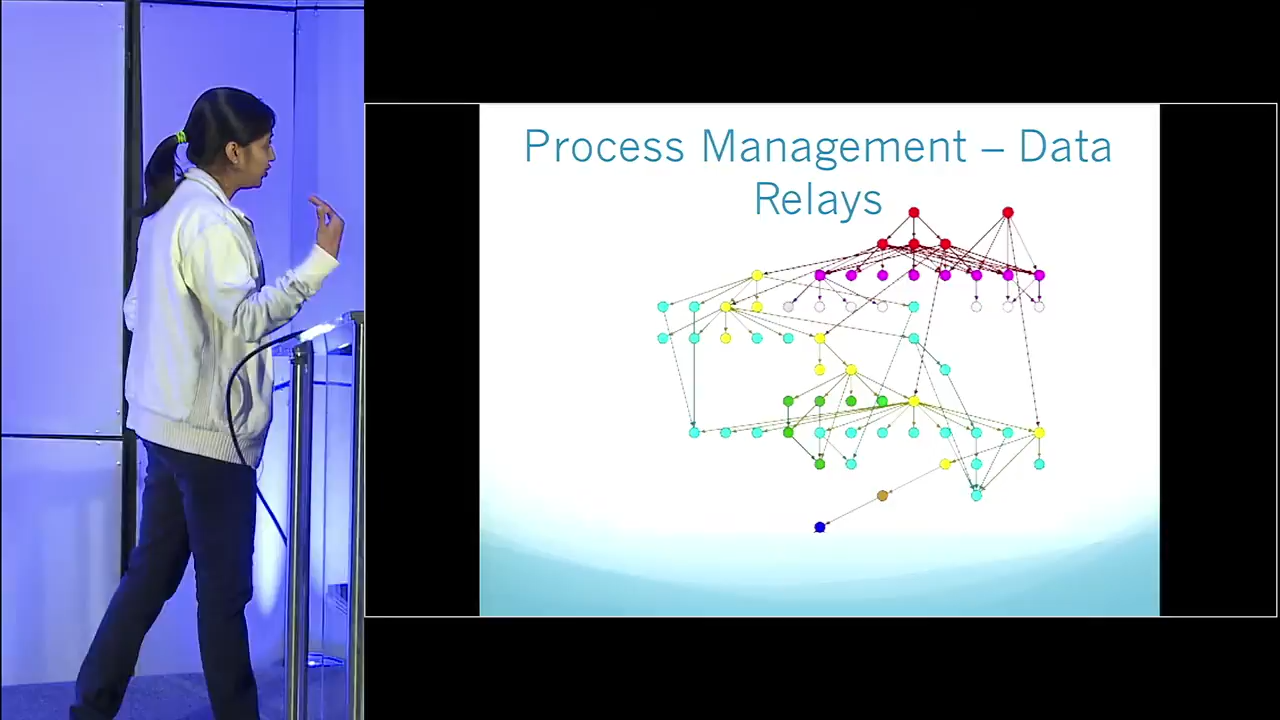 Process Management – Data
Relays